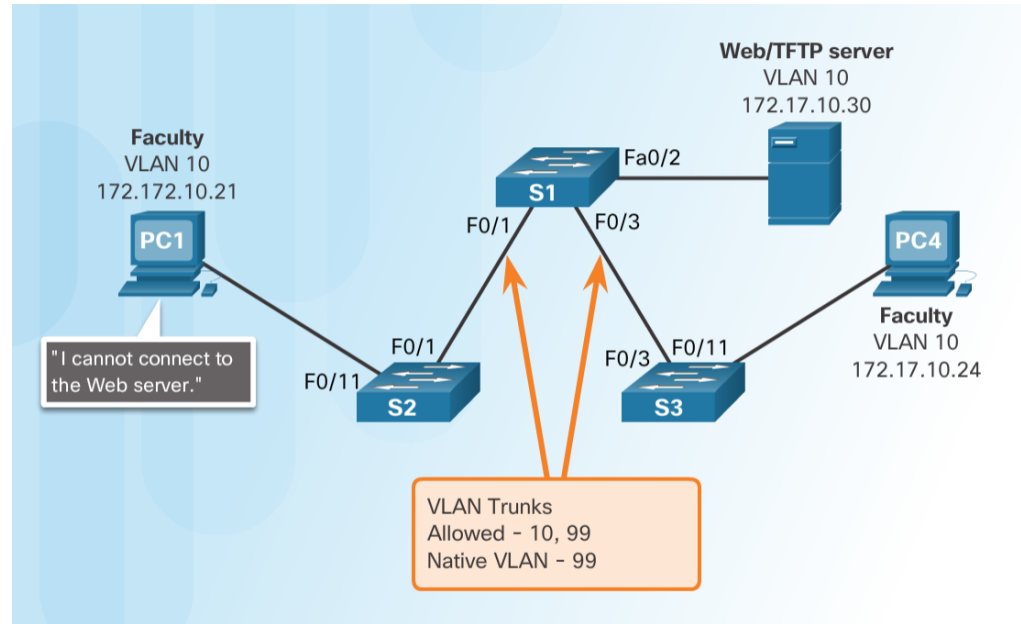 Web/TFTP server
VLAN 10
172.17.10.30
Faculty
VLAN 10
172.172.10.21
PC1
"I cannot connect to
the Web server."
S1
Fa0/2
F0/1
F0/3
PC4
Faculty
VLAN 10
172.17.10.24
F0/1
F0/11
S2
F0/3
F0/11
S3
VLAN Trunks
Allowed - 10, 99
Native VLAN - 99